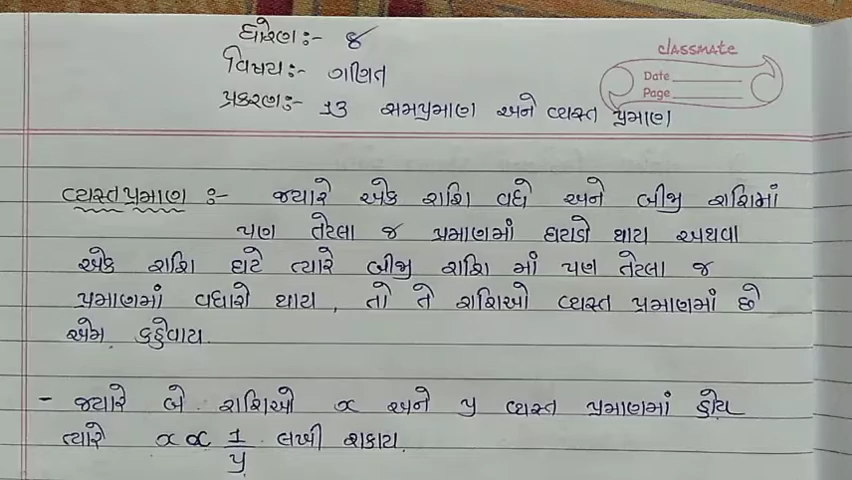 ધોરણ:- ૪
classmate
વિષય:- ગણિત
Date
Page
પ્રકરણ:- 13 સમપ્રમાણ અને વ્યસ્ત પ્રમાણ
વ્યસ્તપ્રમાણ :- જ્યારે એક રાશિ વધે અને બીજી રાશિમાં
પણ તેટલા જ પ્રમાણમાં ઘટાડો થાય અથવા
એક રાશિ ઘટે ત્યારે બીજી રાશિ માં પણ તેટલા જ
પ્રમાણમાં વધારો થાય, તો તે રાશિઓ વ્યસ્ત પ્રમાણમાં છે
એમ કહેવાય.
- જ્યારે બે રાશિઓ x અને y વ્યસ્ત પ્રમાણમાં હોય
ત્યારે x ∝ 1/y લખી શકાય.